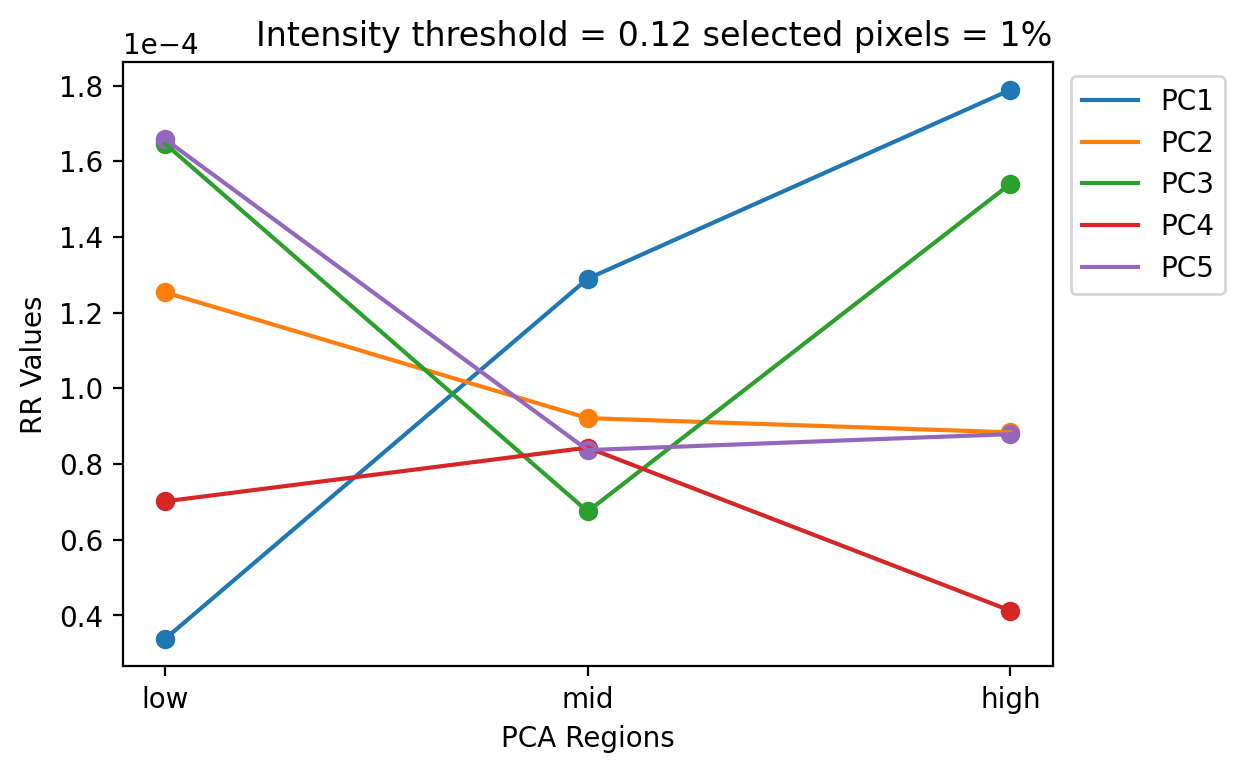 Intensity threshold = 0.12 selected pixels = 1%
1e−4
1.8
1.6
1.4
1.2
1.0
0.8
0.6
0.4
RR Values
low mid high
PCA Regions
PC1
PC2
PC3
PC4
PC5